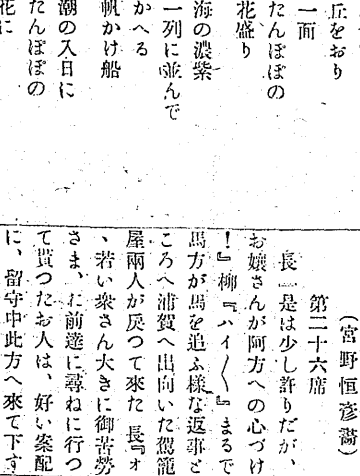 丘をおり
一面
たんぽぽの
花盛り
海の濃紫
一列に並んで
かへる
帆かけ船
潮の入日に
たんぽぽの
花に
(宮野恒彦謫)
第二十六席
長『是は少し許りだが、
お孃さんが阿方への心づけ
!』柳『ハイ〳〵』まるで
馬方が馬を追ふ樣な返事と
ころへ浦賀へ出向いた駕籠
屋兩人が戻つて來た 長『オ
、若い衆さん大きに御苦勞
さま、お前達に尋ねに行つ
て貰つたお人は、好い案配
に、留守中此方へ來て下す